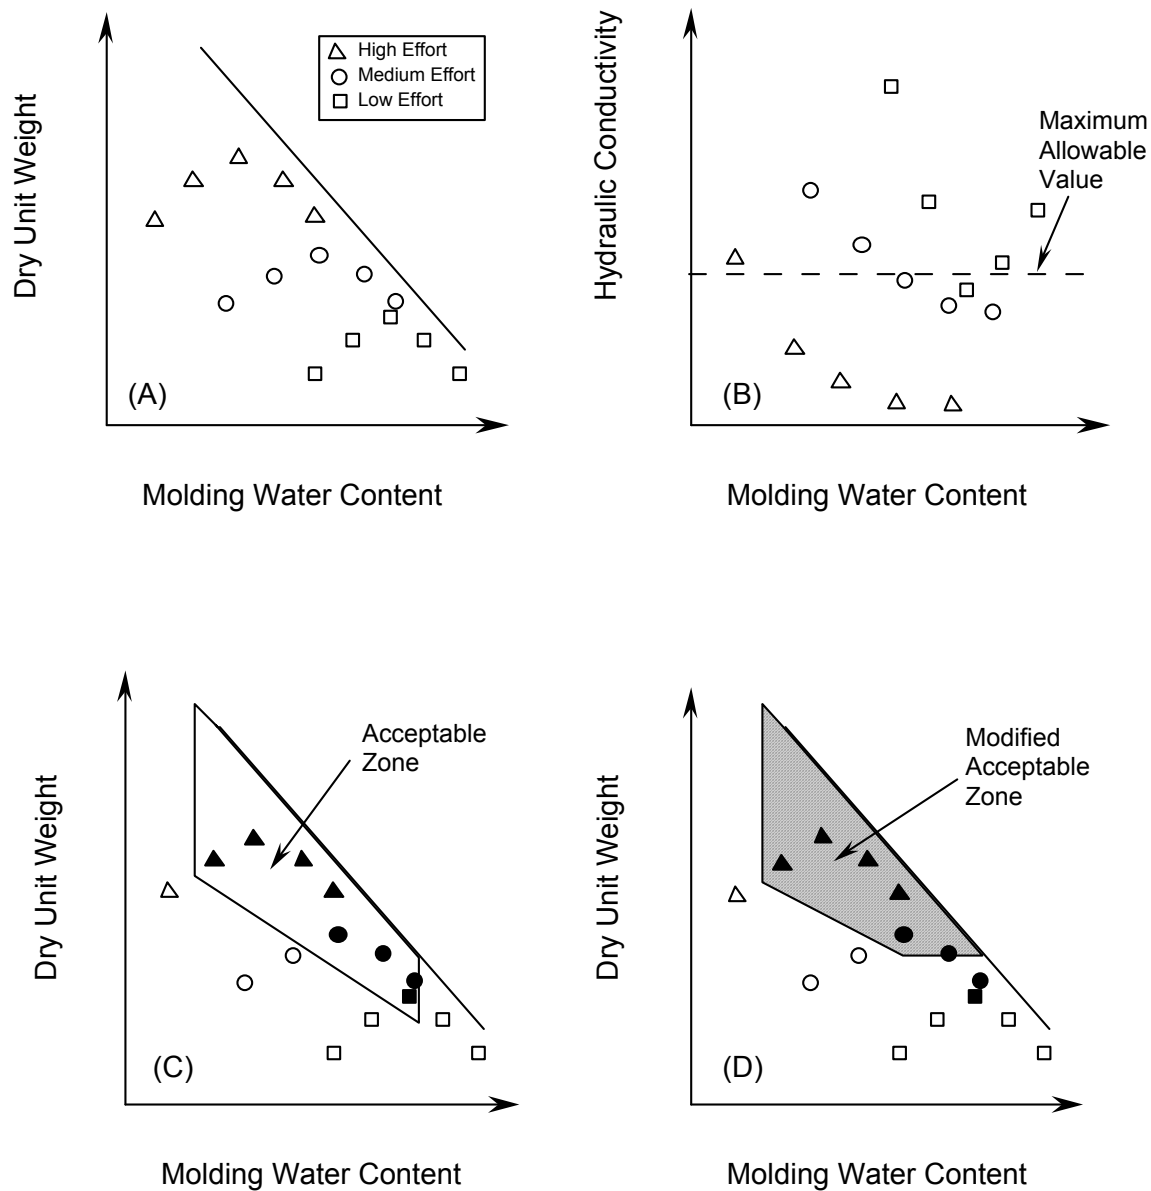 Dry Unit Weight
High Effort
Medium Effort
Low Effort
(A)
Molding Water Content
Hydraulic Conductivity
Maximum
Allowable
Value
(B)
Molding Water Content
Dry Unit Weight
Acceptable
Zone
(C)
Molding Water Content
Dry Unit Weight
Modified
Acceptable
Zone
(D)
Molding Water Content